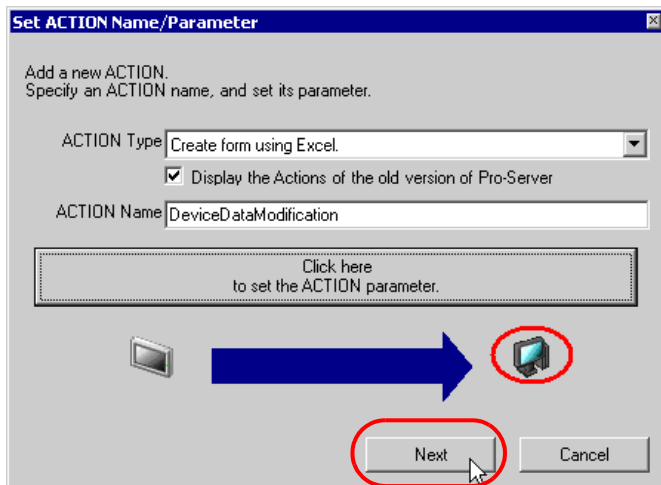 Set ACTION Name/Parameter
Add a new ACTION.
Specify an ACTION name, and set its parameter.
ACTION Type Create form using Excel.
Display the Actions of the old version of Pro-Server
ACTION Name DeviceDataModification
Click here
to set the ACTION parameter.
Next Cancel